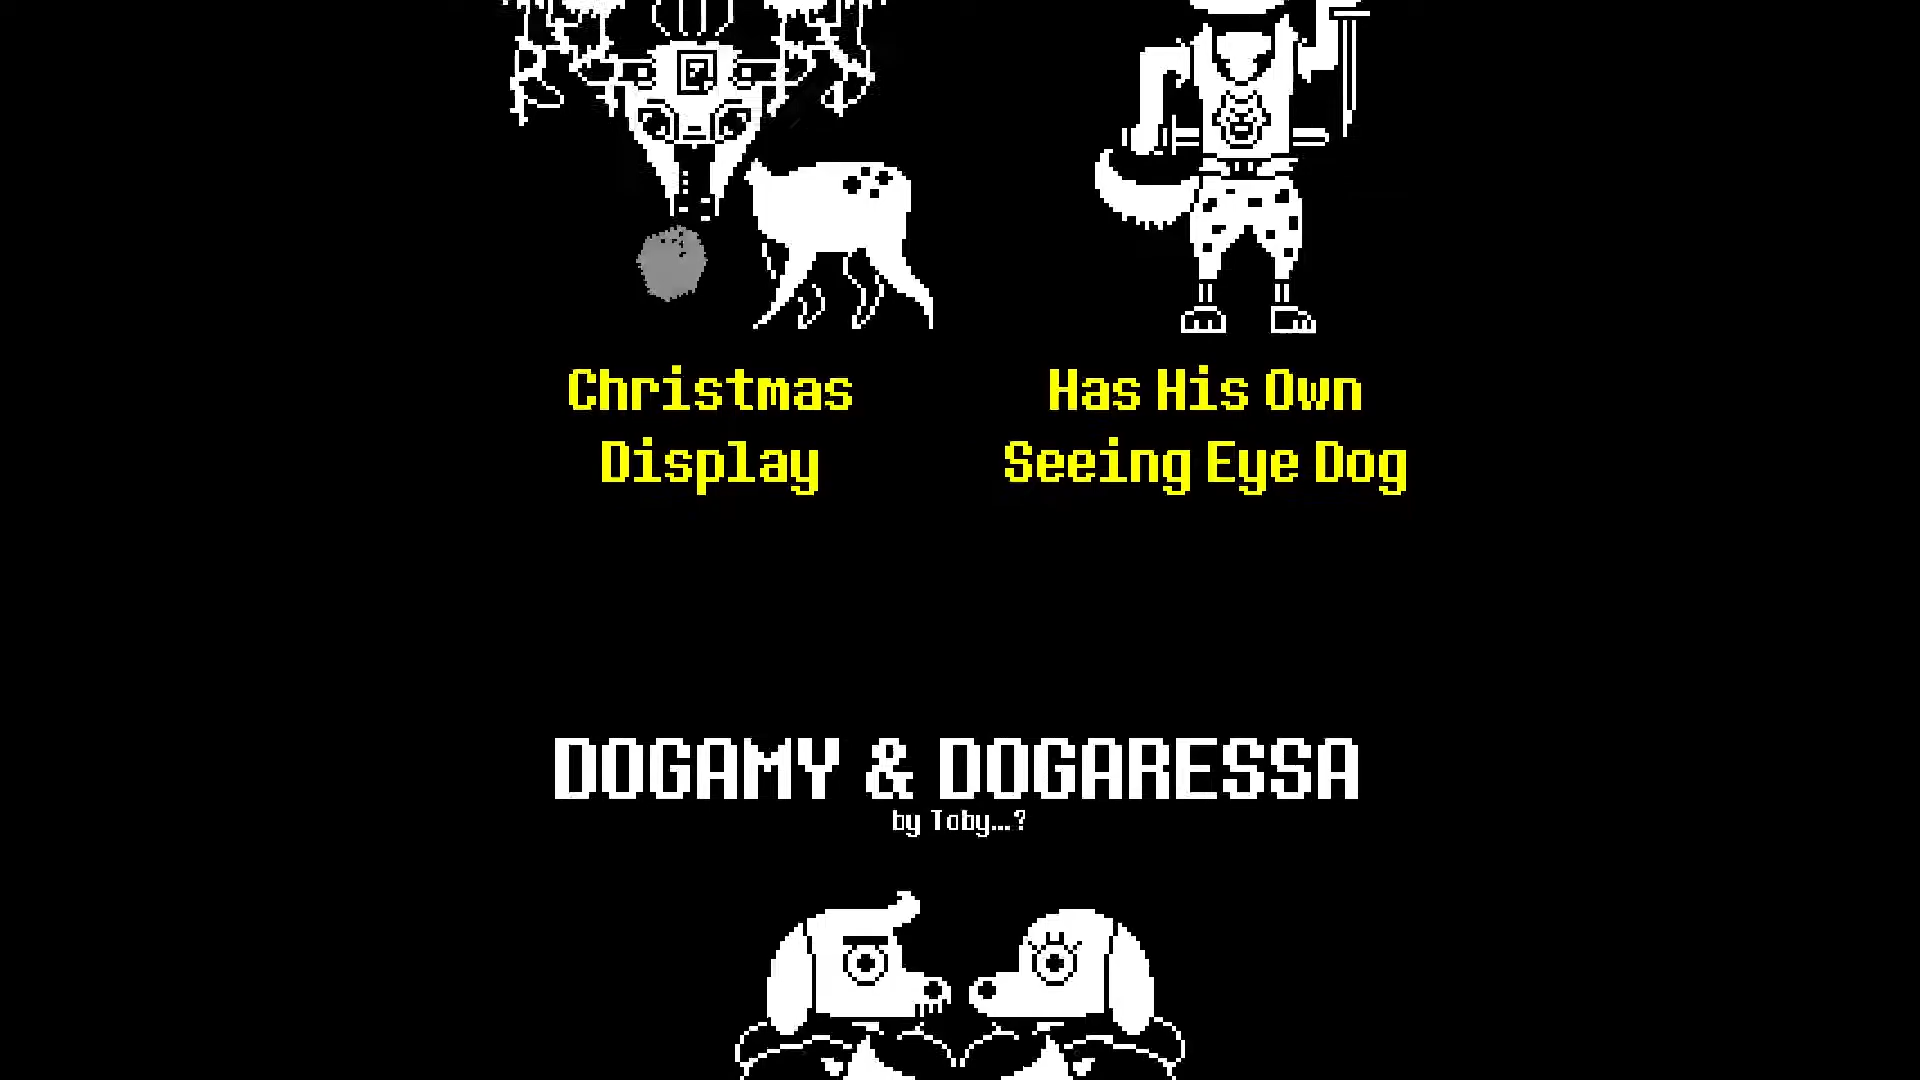 Christmas
Display
Has His Own
Seeing Eye Dog
DOGAMY & DOGARESSA
by Toby...?